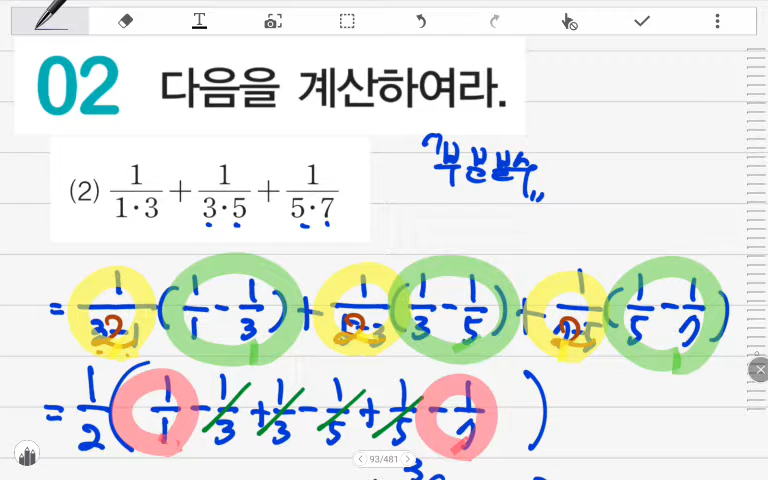 02 다음을 계산하여라.
"부분분수"
(2) 1/(1·3) + 1/(3·5) + 1/(5·7)
= 1/2 (1/1 - 1/3) + 1/2 (1/3 - 1/5) + 1/2 (1/5 - 1/7)
= 1/2 ( 1/1 - 1/3 + 1/3 - 1/5 + 1/5 - 1/7 )
93/481